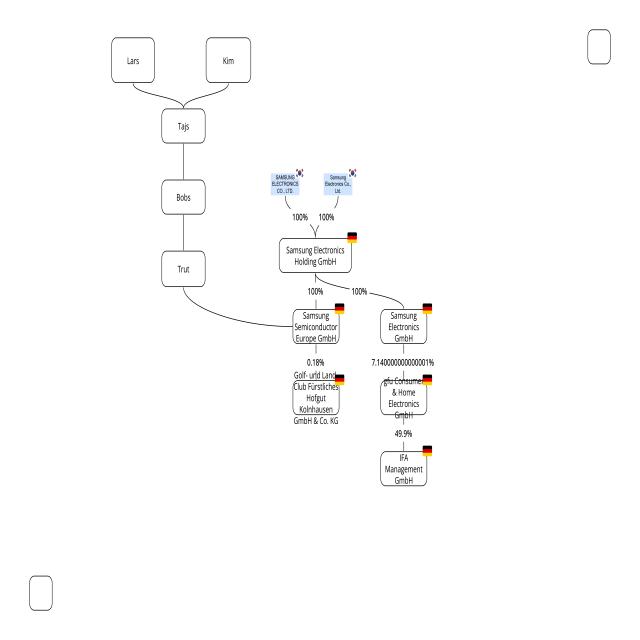 Lars
Kim
Tajs
Bobs
Trut
SAMSUNG
ELECTRONICS
CO., LTD.
Samsung
Electronics Co.,
Ltd.
100%
100%
Samsung Electronics
Holding GmbH
100%
100%
Samsung
Semiconductor
Europe GmbH
Samsung
Electronics
GmbH
0.18%
7.140000000000001%
Golf- und Land
Club Fürstliches
Hofgut
Kolnhausen
GmbH & Co. KG
gfu Consumer
& Home
Electronics
GmbH
49.9%
IFA
Management
GmbH